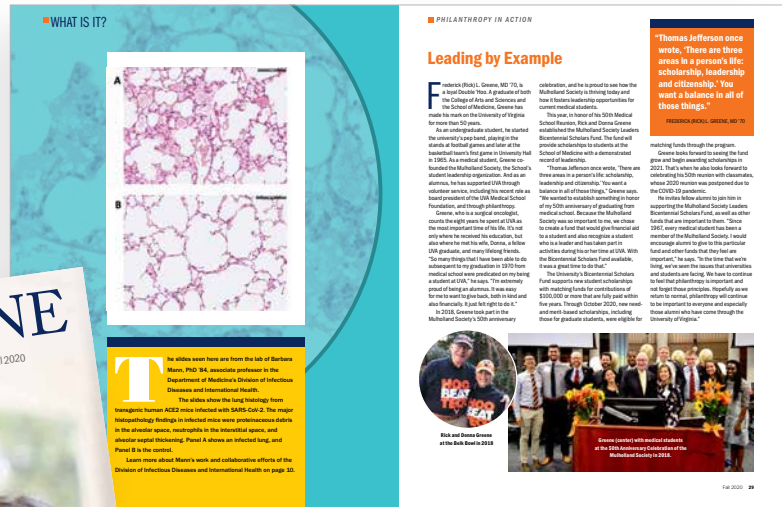 WHAT IS IT?
A
B
NE
2020
The slides seen here are from the lab of Barbara
Mann, PhD '84, associate professor in the
Department of Medicine's Division of Infectious
Diseases and International Health.
The slides show the lung histology from
transgenic human ACE2 mice infected with SARS-CoV-2. The major
histopathology findings in infected mice were proteinaceous debris
in the alveolar space, neutrophils in the interstitial space, and
alveolar septal thickening. Panel A shows an infected lung, and
Panel B is the control.
Learn more about Mann's work and collaborative efforts of the
Division of Infectious Diseases and International Health on page 10.
PHILANTHROPY IN ACTION
Leading by Example
Frederick (Rick) L. Greene, MD '70, is
a loyal Double 'Hoo. A graduate of both
the College of Arts and Sciences and
the School of Medicine, Greene has
made his mark on the University of Virginia
for more than 50 years.
As an undergraduate student, he started
the university's pep band, playing in the
stands at football games and later at the
basketball team's first game in University Hall
in 1965. As a medical student, Greene co-
founded the Mulholland Society, the School's
student leadership organization. And as an
alumnus, he has supported UVA through
volunteer service, including his recent role as
board president of the UVA Medical School
Foundation, and through philanthropy.
Greene, who is a surgical oncologist,
counts the eight years he spent at UVA as
the most important time of his life. It's not
only where he received his education, but
also where he met his wife, Donna, a fellow
UVA graduate, and many lifelong friends.
"So many things that I have been able to do
subsequent to my graduation in 1970 from
medical school were predicated on my being
a student at UVA," he says. "I'm extremely
proud of being an alumnus. It was easy
for me to want to give back, both in kind and
also financially. It just felt right to do it."
In 2018, Greene took part in the
Mulholland Society's 50th anniversary
celebration, and he is proud to see how the
Mulholland Society is thriving today and
how it fosters leadership opportunities for
current medical students.
This year, in honor of his 50th Medical
School Reunion, Rick and Donna Greene
established the Mulholland Society Leaders
Bicentennial Scholars Fund. The fund will
provide scholarships to students at the
School of Medicine with a demonstrated
record of leadership.
"Thomas Jefferson once wrote, 'There are
three areas in a person's life: scholarship,
leadership and citizenship.' You want a
balance in all of those things," Greene says.
"We wanted to establish something in honor
of my 50th anniversary of graduating from
medical school. Because the Mulholland
Society was so important to me, we chose
to create a fund that would give financial aid
to a student and also recognize a student
who is a leader and has taken part in
activities during his or her time at UVA. With
the Bicentennial Scholars Fund available,
it was a great time to do that."
The University's Bicentennial Scholars
Fund supports new student scholarships
with matching funds for contributions of
$100,000 or more that are fully paid within
five years. Through October 2020, new need-
and merit-based scholarships, including
those for graduate students, were eligible for
"Thomas Jefferson once
wrote, 'There are three
areas in a person's life:
scholarship, leadership
and citizenship.' You
want a balance in all of
those things."
FREDERICK (RICK) L. GREENE, MD '70
matching funds through the program.
Greene looks forward to seeing the fund
grow and begin awarding scholarships in
2021. That's when he also looks forward to
celebrating his 50th reunion with classmates,
whose 2020 reunion was postponed due to
the COVID-19 pandemic.
He invites fellow alumni to join him in
supporting the Mulholland Society Leaders
Bicentennial Scholars Fund, as well as other
funds that are important to them. "Since
1967, every medical student has been a
member of the Mulholland Society. I would
encourage alumni to give to this particular
fund and other funds that they feel are
important," he says. "In the time that we're
living, we've seen the issues that universities
and students are facing. We have to continue
to feel that philanthropy is important and
not forget those principles. Hopefully as we
return to normal, philanthropy will continue
to be important to everyone and especially
those alumni who have come through the
University of Virginia."
HOO
BEAT
BEAT
Rick and Donna Greene
at the Belk Bowl in 2018
Greene (center) with medical students
at the 50th Anniversary Celebration of the
Mulholland Society in 2018.
Fall 2020 29